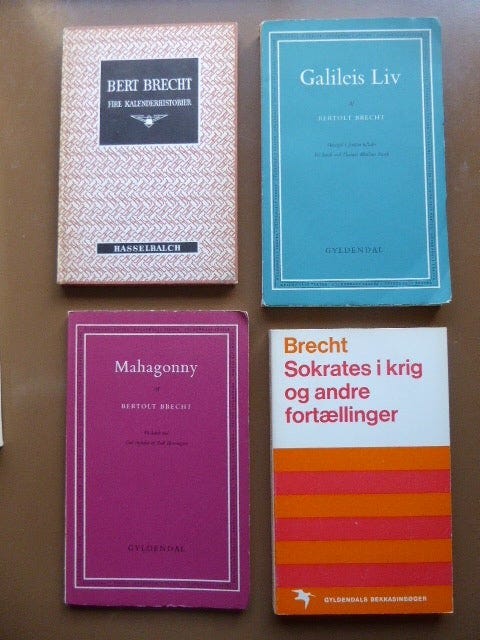 BERT BRECHT
FIRE KALENDERHISTORIER
HASSELBALCH
Galileis Liv
af
BERTOLT BRECHT
GYLDENDAL
Mahagonny
af
BERTOLT BRECHT
GYLDENDAL
Brecht
Sokrates i krig
og andre
fortællinger
GYLDENDALS BEKKASINBØGER